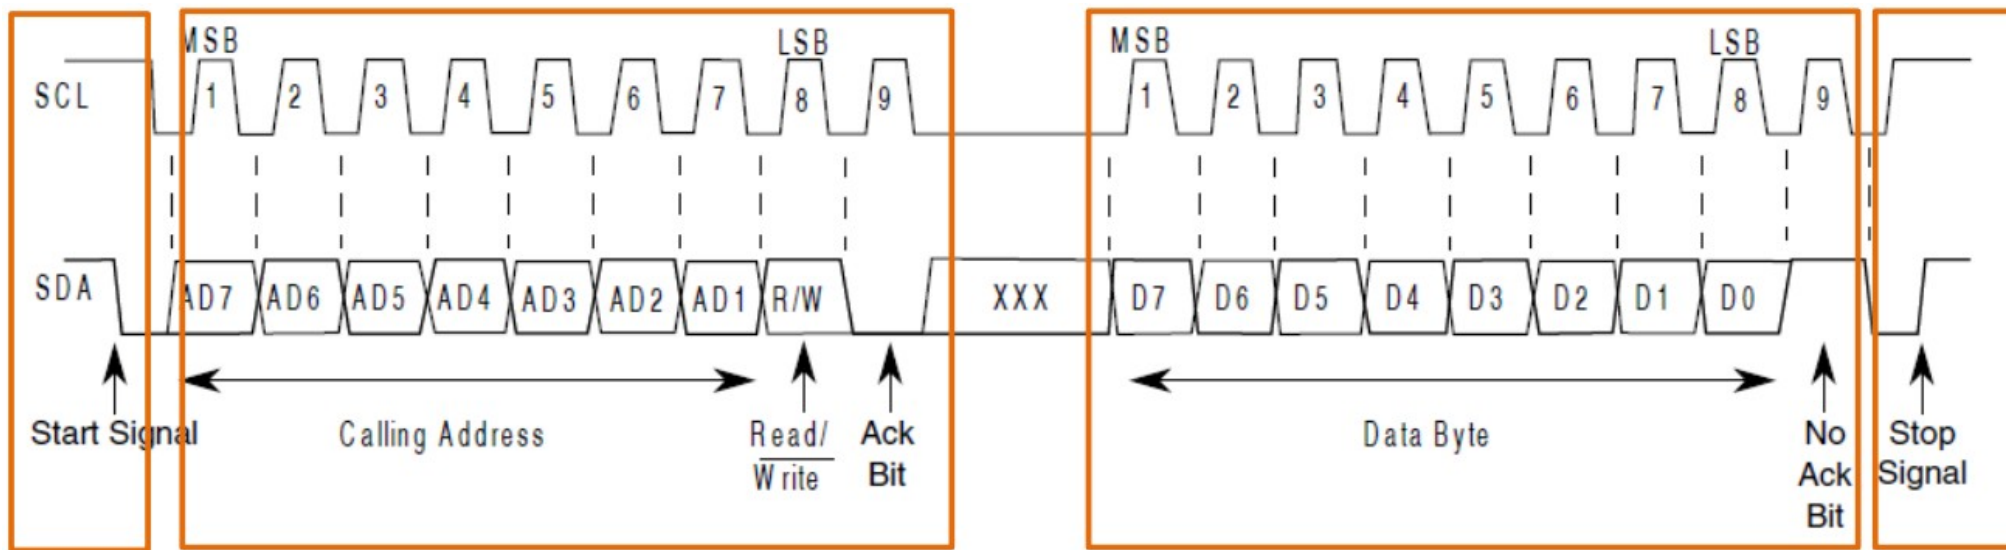 MSB LSB MSB LSB
SCL 1 2 3 4 5 6 7 8 9 1 2 3 4 5 6 7 8 9
SDA AD7 AD6 AD5 AD4 AD3 AD2 AD1 R/W XXX D7 D6 D5 D4 D3 D2 D1 D0
Start Signal
Calling Address
Read/
Write
Ack
Bit
Data Byte
No
Ack
Bit
Stop
Signal